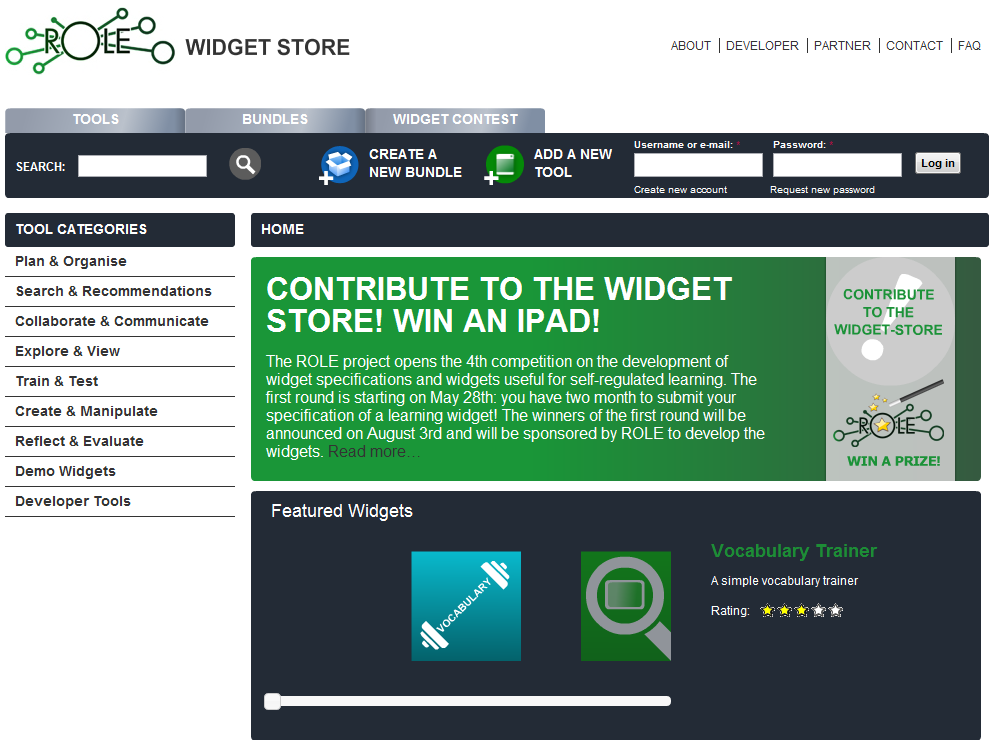 ROLE WIDGET STORE
ABOUT | DEVELOPER | PARTNER | CONTACT | FAQ
TOOLS BUNDLES WIDGET CONTEST
SEARCH:
CREATE A
NEW BUNDLE
ADD A NEW
TOOL
Username or e-mail: * Password: *
Log in
Create new account Request new password
TOOL CATEGORIES
Plan & Organise
Search & Recommendations
Collaborate & Communicate
Explore & View
Train & Test
Create & Manipulate
Reflect & Evaluate
Demo Widgets
Developer Tools
HOME
CONTRIBUTE TO THE WIDGET
STORE! WIN AN IPAD!
The ROLE project opens the 4th competition on the development of
widget specifications and widgets useful for self-regulated learning. The
first round is starting on May 28th: you have two month to submit your
specification of a learning widget! The winners of the first round will be
announced on August 3rd and will be sponsored by ROLE to develop the
widgets. Read more…
CONTRIBUTE
TO THE
WIDGET-STORE
ROLE
WIN A PRIZE!
Featured Widgets
VOCABULARY
Vocabulary Trainer
A simple vocabulary trainer
Rating: